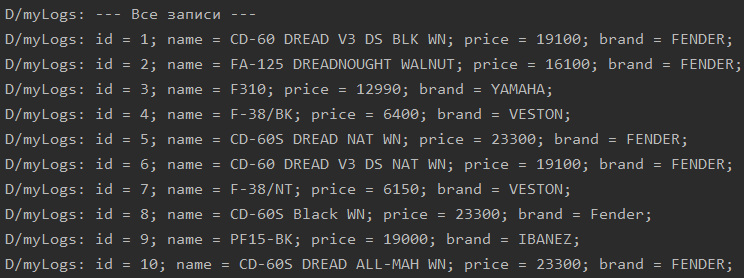 D/myLogs: --- Все записи ---
D/myLogs: id = 1; name = CD-60 DREAD V3 DS BLK WN; price = 19100; brand = FENDER;
D/myLogs: id = 2; name = FA-125 DREADNOUGHT WALNUT; price = 16100; brand = FENDER;
D/myLogs: id = 3; name = F310; price = 12990; brand = YAMAHA;
D/myLogs: id = 4; name = F-38/BK; price = 6400; brand = VESTON;
D/myLogs: id = 5; name = CD-60S DREAD NAT WN; price = 23300; brand = FENDER;
D/myLogs: id = 6; name = CD-60 DREAD V3 DS NAT WN; price = 19100; brand = FENDER;
D/myLogs: id = 7; name = F-38/NT; price = 6150; brand = VESTON;
D/myLogs: id = 8; name = CD-60S Black WN; price = 23300; brand = Fender;
D/myLogs: id = 9; name = PF15-BK; price = 19000; brand = IBANEZ;
D/myLogs: id = 10; name = CD-60S DREAD ALL-MAH WN; price = 23300; brand = FENDER;